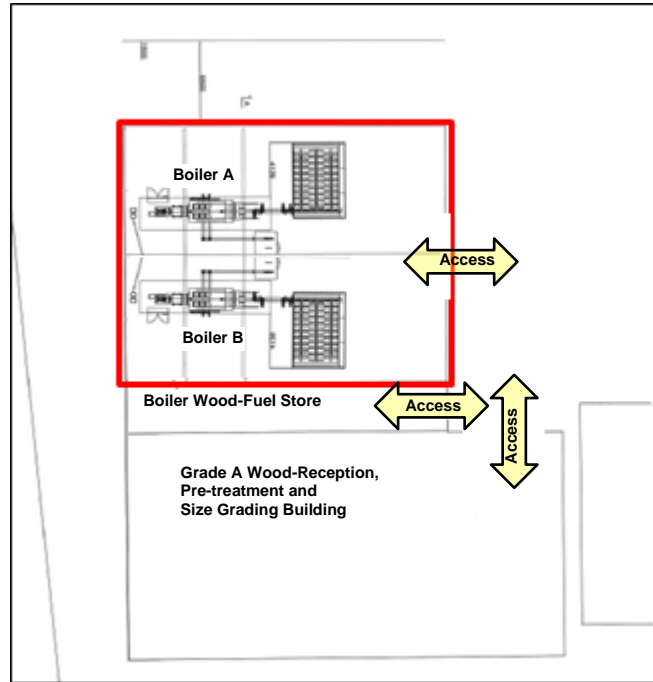 Boiler A
Access
Boiler B
Boiler Wood-Fuel Store
Access
Access
Grade A Wood-Reception,
Pre-treatment and
Size Grading Building